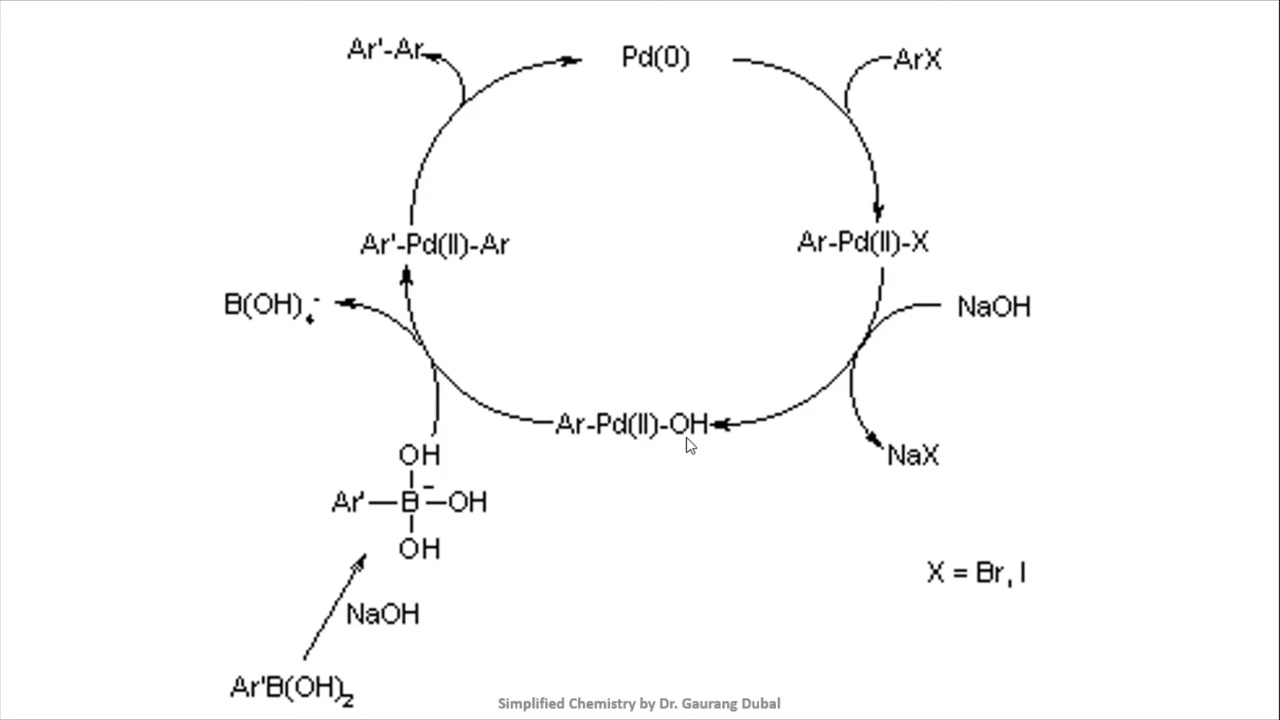 Ar'-Ar
Pd(0)
ArX
Ar'-Pd(II)-Ar
Ar-Pd(II)-X
B(OH)₄⁻
NaOH
Ar-Pd(II)-OH
OH
NaX
Ar'—B⁻—OH
OH
X = Br, I
NaOH
Ar'B(OH)₂
Simplified Chemistry by Dr. Gaurang Dubal